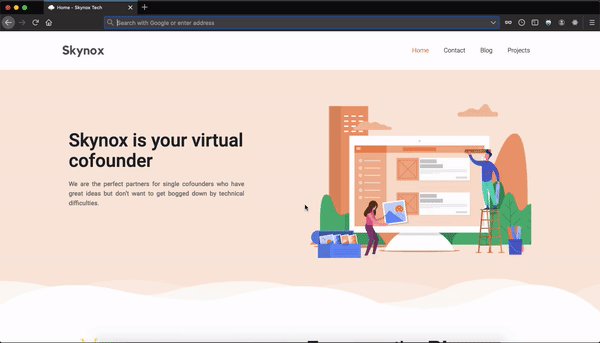 Home - Skynox Tech
Search with Google or enter address
Skynox
Home Contact Blog Projects
Skynox is your virtual
cofounder
We are the perfect partners for single cofounders who have
great ideas but don't want to get bogged down by technical
difficulties.